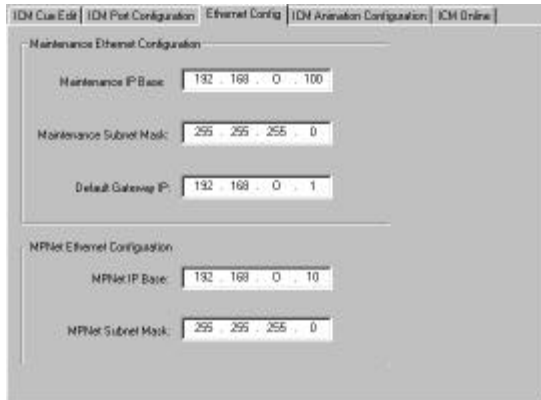 ICM Cue Edit ICM Port Configuration Ethernet Config ICM Animation Configuration ICM Online
Maintenance Ethernet Configuration
Maintenance IP Base: 192 . 168 . 0 . 100
Maintenance Subnet Mask: 255 . 255 . 255 . 0
Default Gateway IP: 192 . 168 . 0 . 1
MPNet Ethernet Configuration
MPNet IP Base: 192 . 168 . 0 . 10
MPNet Subnet Mask: 255 . 255 . 255 . 0